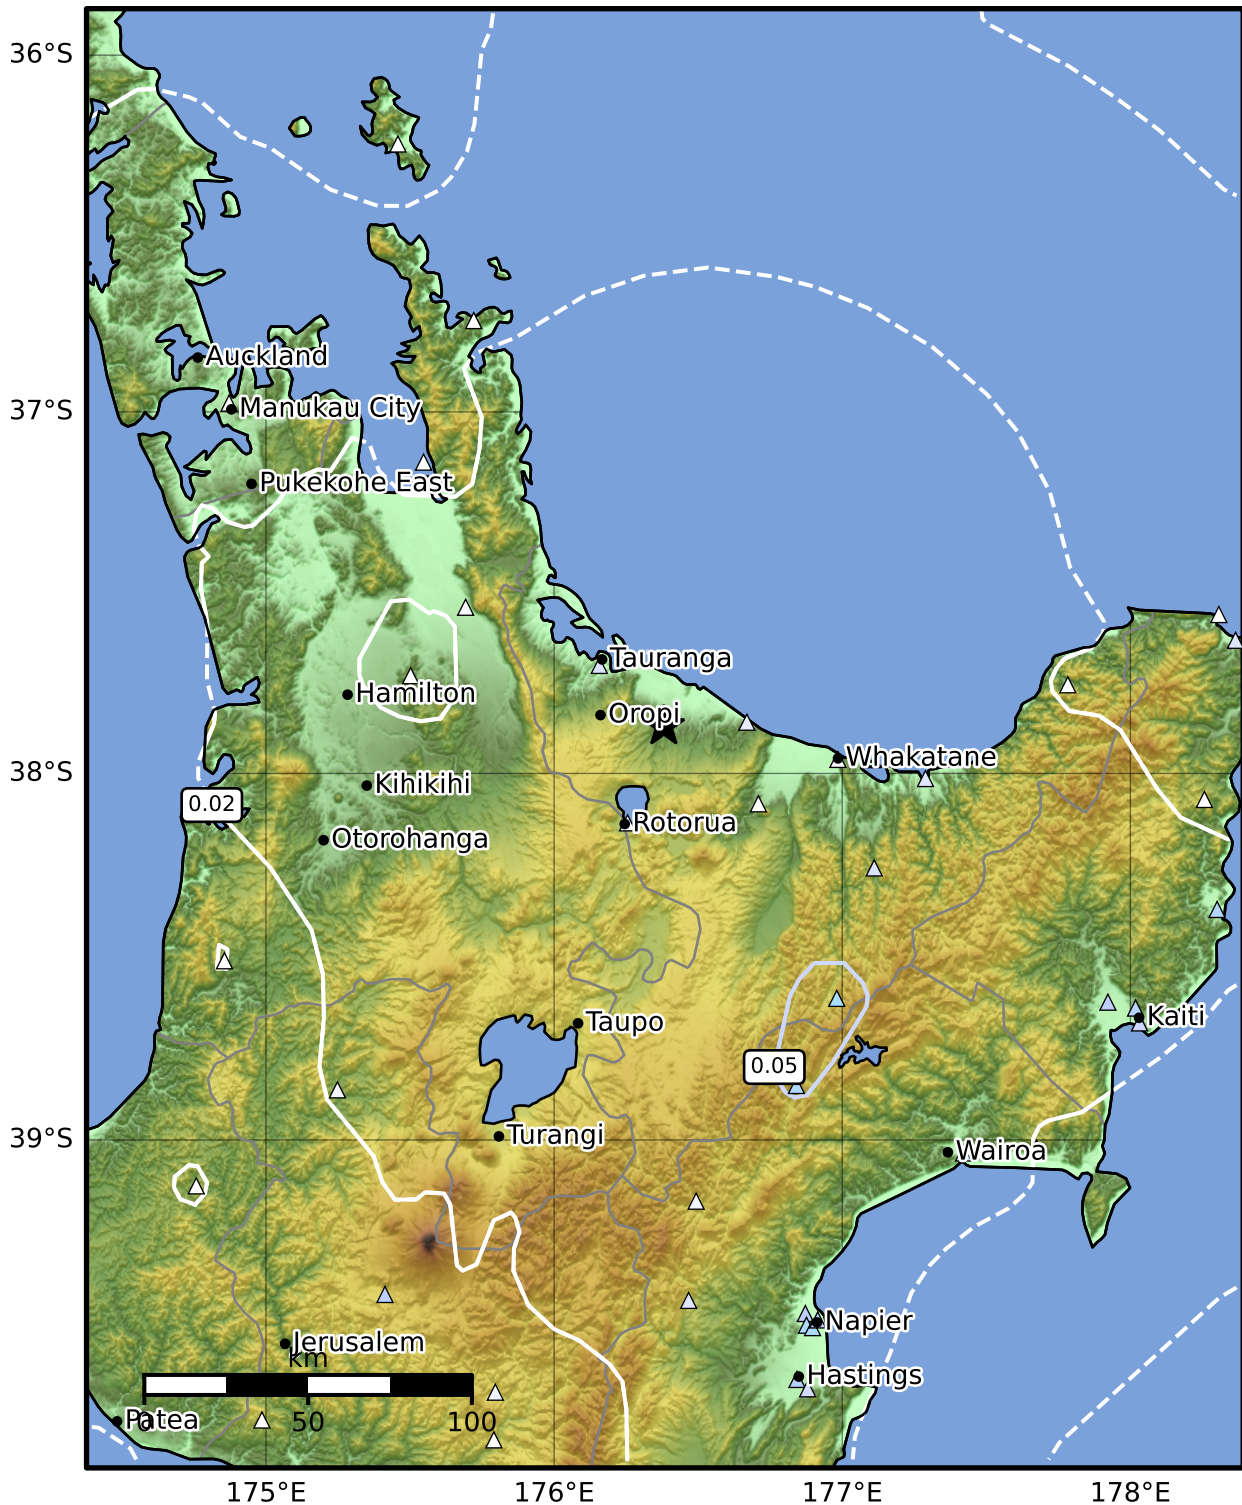 36°S
Auckland
37°S
Manukau City
Pukekohe East
Tauranga
Hamilton
Oropi
Whakatane
38°S
Kihikihi
0.02
Rotorua
Otorohanga
Taupo
Kaiti
0.05
Turangi
39°S
Wairoa
Napier
Jerusalem
km
Hastings
Patea
0 50 100
175°E 176°E 177°E 178°E